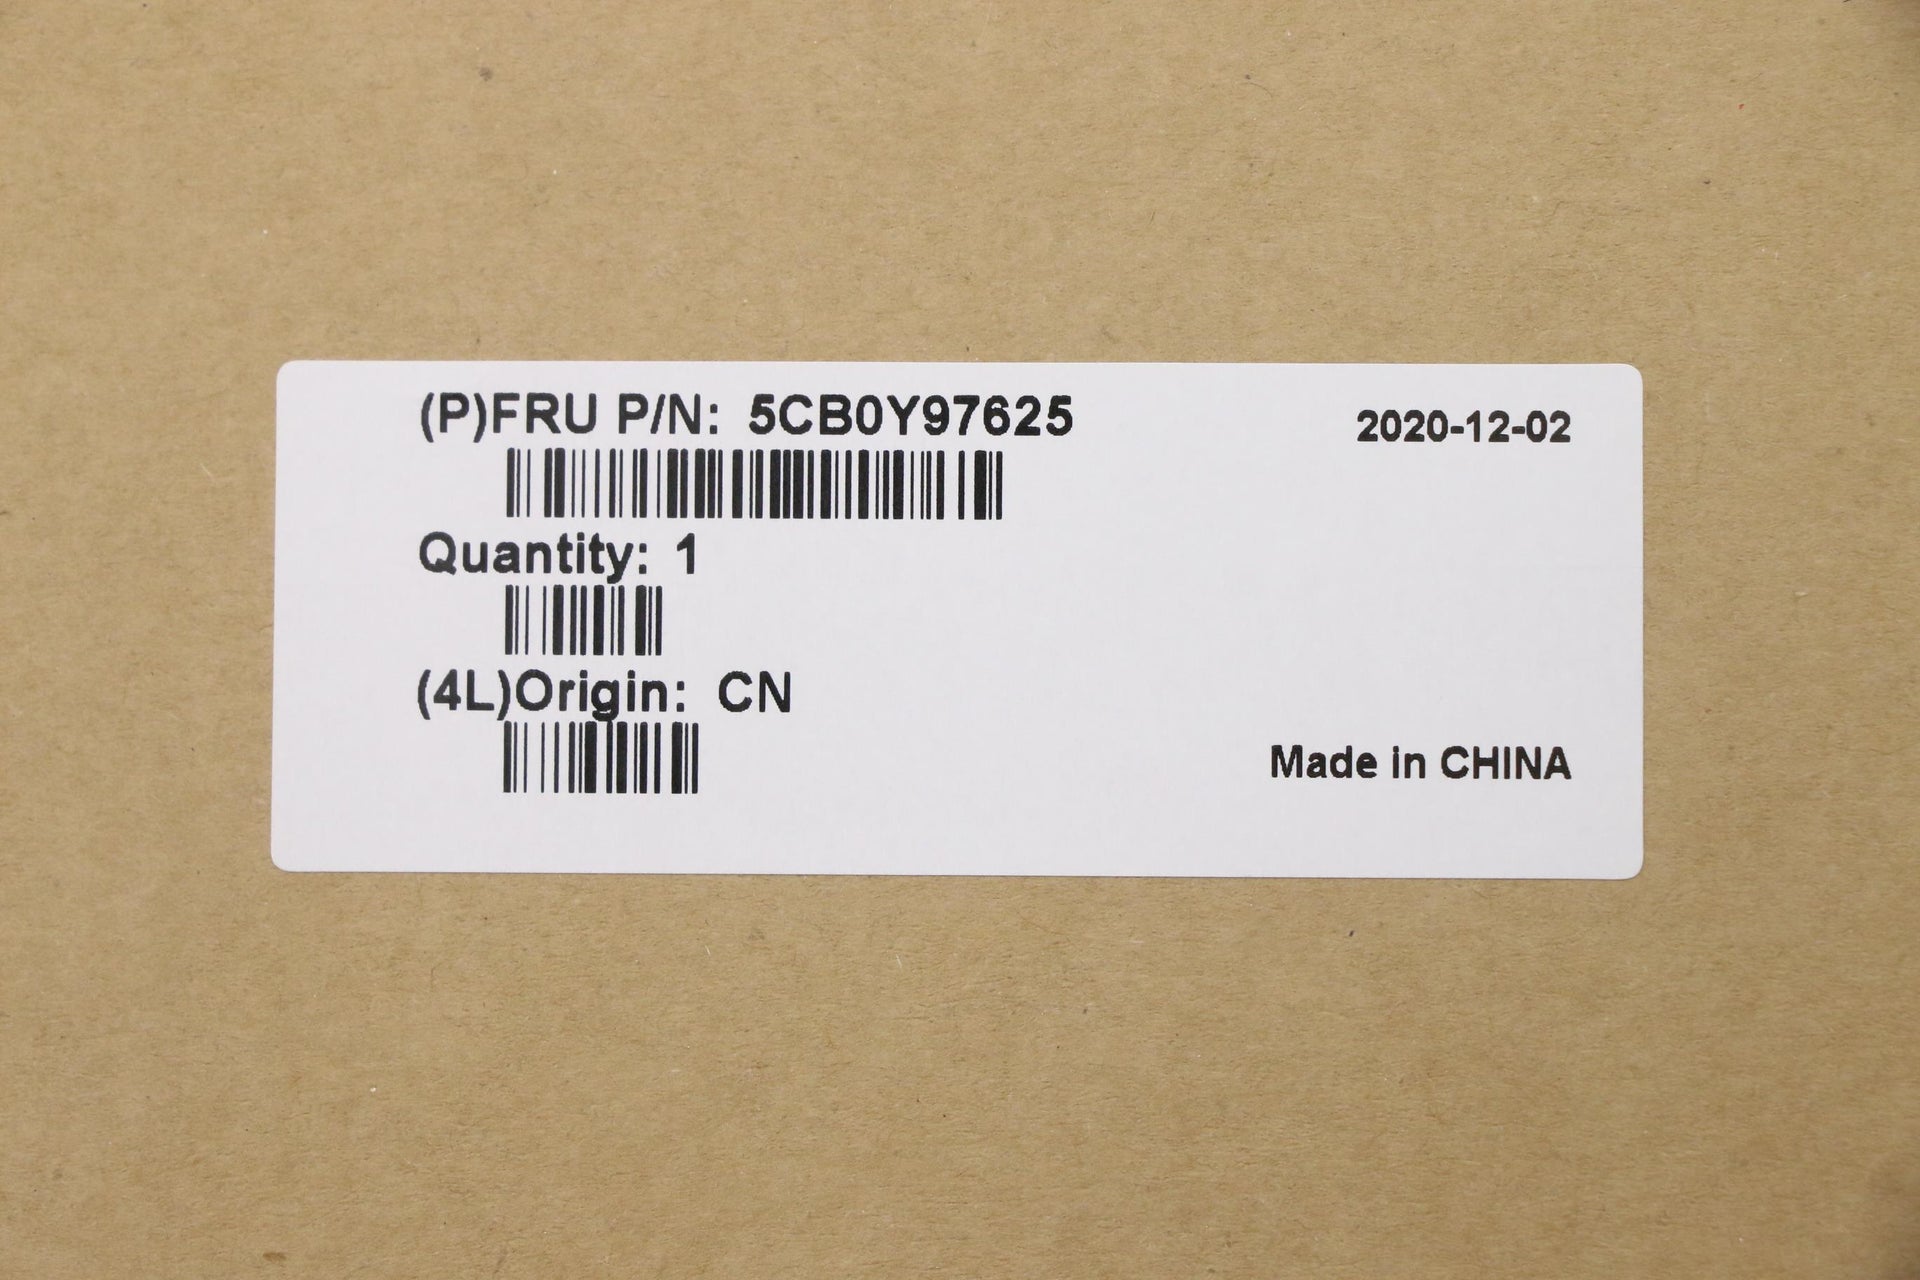 (P)FRU P/N: 5CB0Y97625
2020-12-02
Quantity: 1
(4L)Origin: CN
Made in CHINA